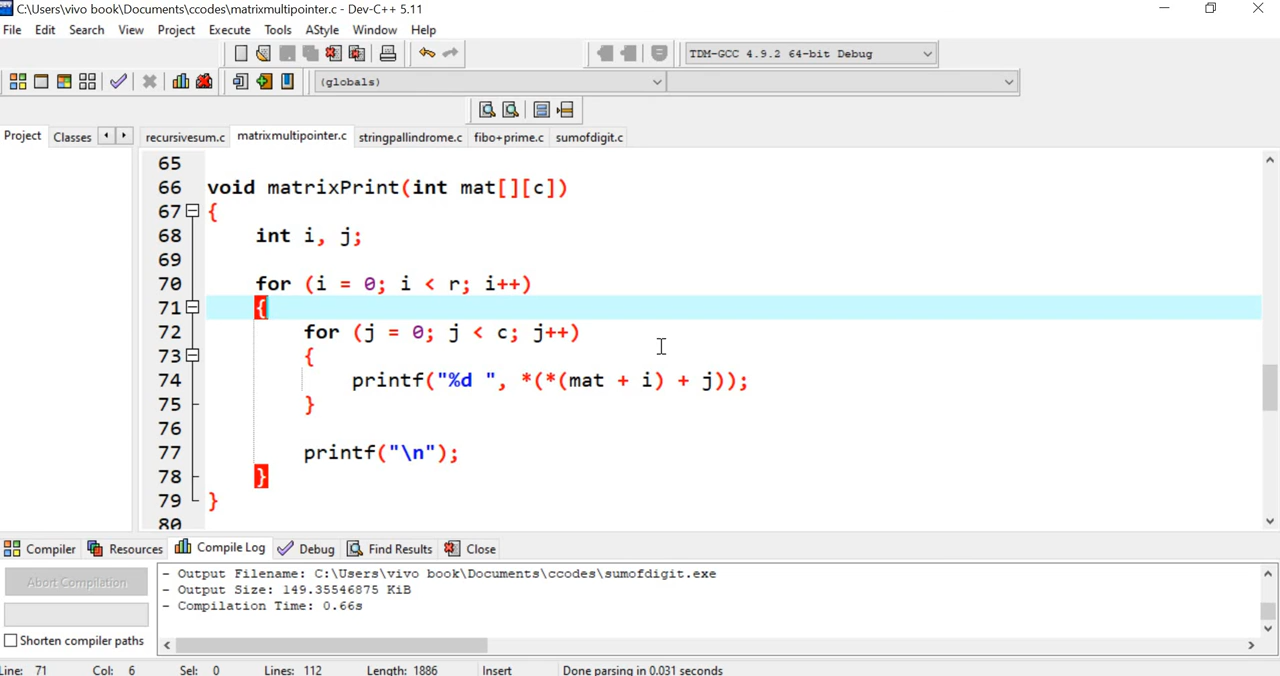 C:\Users\vivo book\Documents\ccodes\matrixmultipointer.c - Dev-C++ 5.11
File Edit Search View Project Execute Tools AStyle Window Help
TDM-GCC 4.9.2 64-bit Debug
(globals)
Project Classes recursivesum.c matrixmultipointer.c stringpallindrome.c fibo+prime.c sumofdigit.c
65
66 void matrixPrint(int mat[][c])
67 {
68 int i, j;
69
70 for (i = 0; i < r; i++)
71 {
72 for (j = 0; j < c; j++)
73 {
74 printf("%d ", *(*(mat + i) + j));
75 }
76
77 printf("\n");
78 }
79 }
80
Compiler Resources Compile Log Debug Find Results Close
Abort Compilation
Shorten compiler paths
- Output Filename: C:\Users\vivo book\Documents\ccodes\sumofdigit.exe
- Output Size: 149.35546875 KiB
- Compilation Time: 0.66s
Line: 71 Col: 6 Sel: 0 Lines: 112 Length: 1886 Insert Done parsing in 0.031 seconds